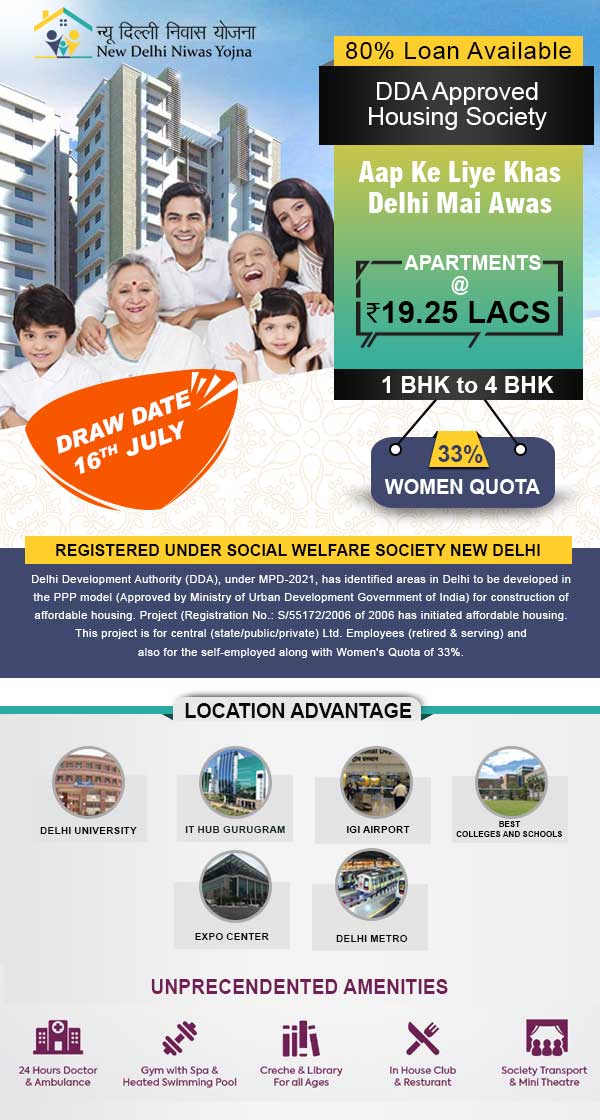 न्यू दिल्ली निवास योजना
New Delhi Niwas Yojna
80% Loan Available
DDA Approved
Housing Society
Aap Ke Liye Khas
Delhi Mai Awas
APARTMENTS
@
₹19.25 LACS
1 BHK to 4 BHK
DRAW DATE
16TH JULY
33%
WOMEN QUOTA
REGISTERED UNDER SOCIAL WELFARE SOCIETY NEW DELHI
Delhi Development Authority (DDA), under MPD-2021, has identified areas in Delhi to be developed in
the PPP model (Approved by Ministry of Urban Development Government of India) for construction of
affordable housing. Project (Registration No.: S/55172/2006 of 2006 has initiated affordable housing.
This project is for central (state/public/private) Ltd. Employees (retired & serving) and
also for the self-employed along with Women's Quota of 33%.
LOCATION ADVANTAGE
DELHI UNIVERSITY
IT HUB GURUGRAM
IGI AIRPORT
BEST
COLLEGES AND SCHOOLS
EXPO CENTER
DELHI METRO
UNPRECENDENTED AMENITIES
24 Hours Doctor
& Ambulance
Gym with Spa &
Heated Swimming Pool
Creche & Library
For all Ages
In House Club
& Resturant
Society Transport
& Mini Theatre